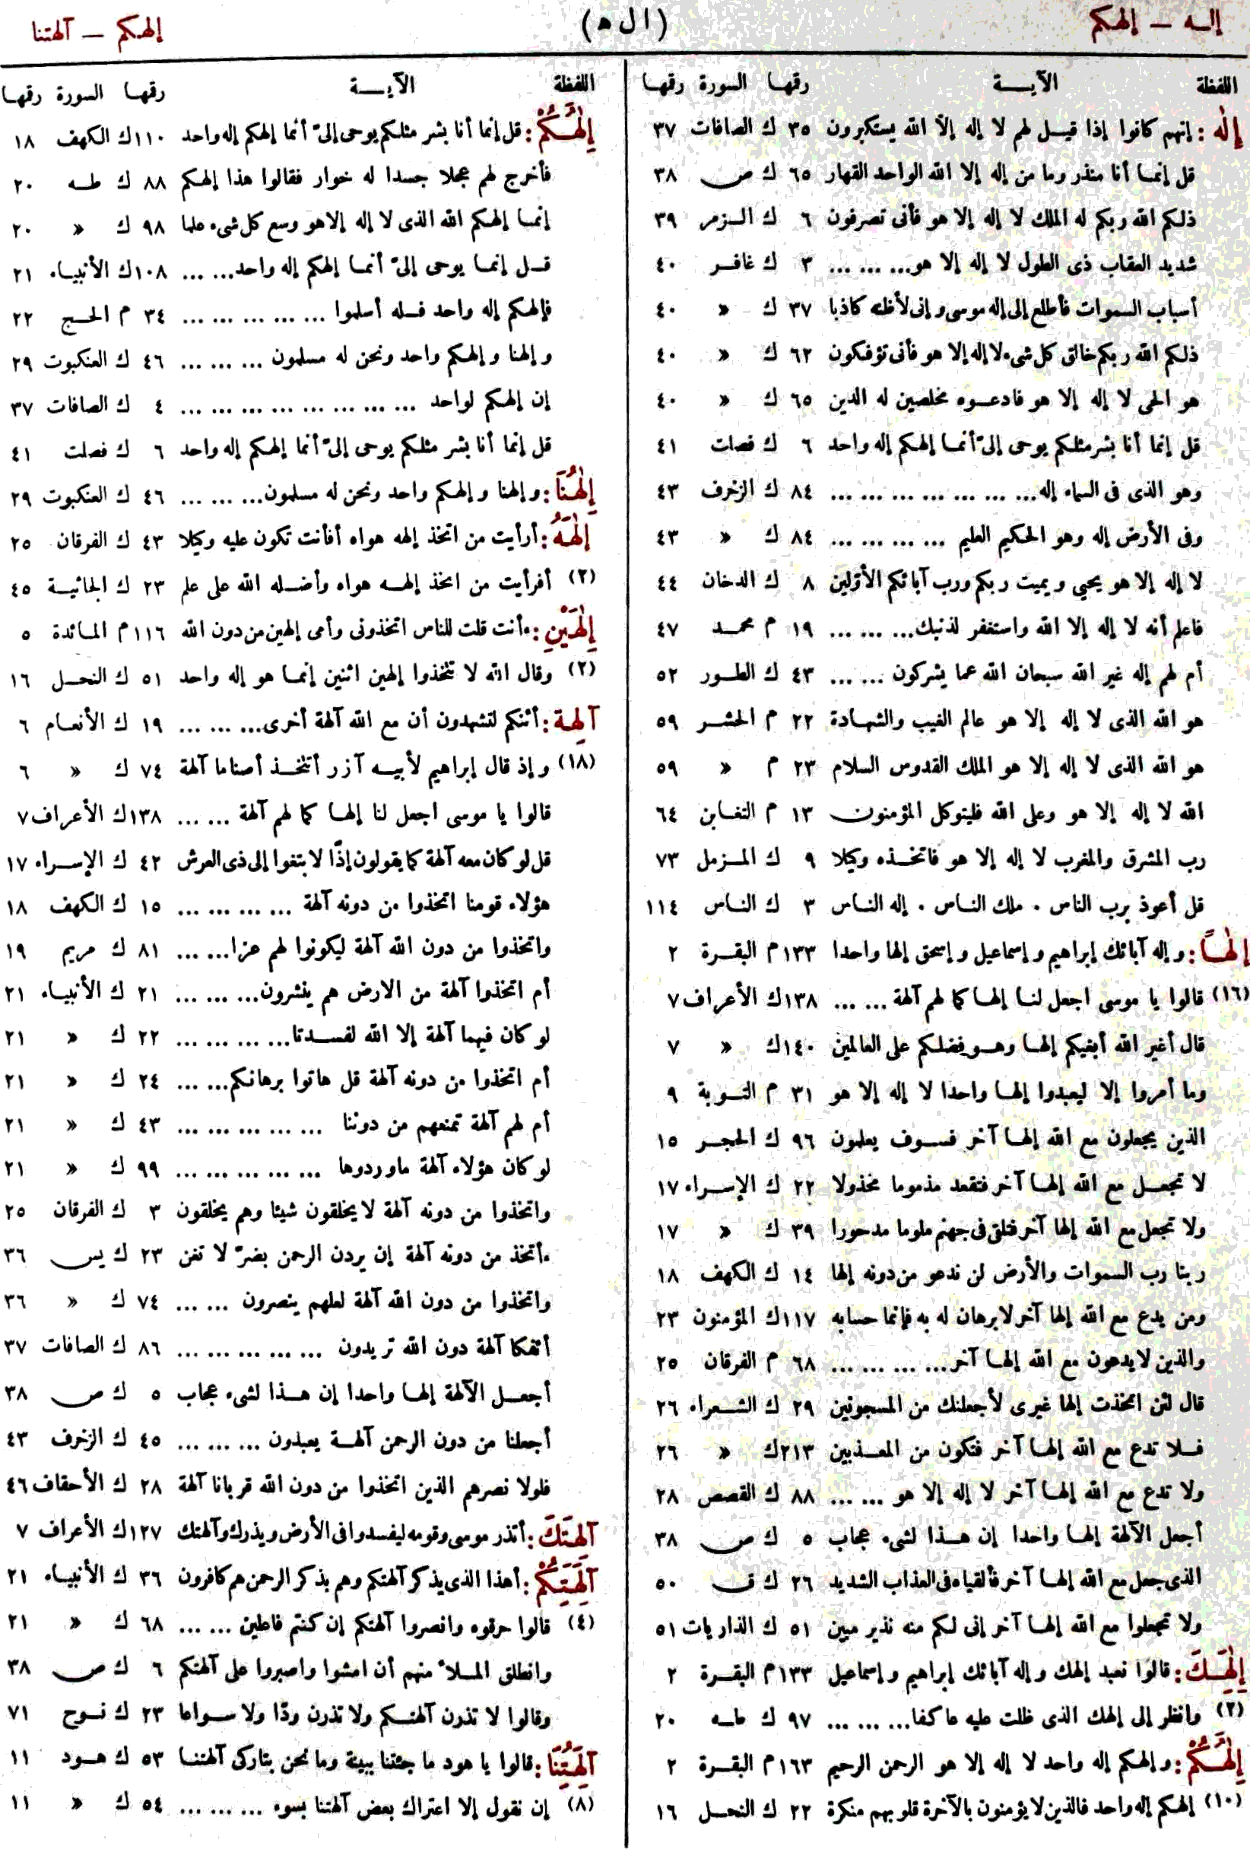 إله – إلهكم
(ال ه)
إلهكم – آلهتنا
اللفظة الآية رقمها السورة رقمها
إِلٰه : إنهم كانوا إذا قيل لهم لا إله إلا الله يستكبرون ٣٥ ك الصافات ٣٧
قل إنما أنا منذر وما من إله إلا الله الواحد القهار ٦٥ ك ص ٣٨
ذلكم الله ربكم له الملك لا إله إلا هو فأنى تصرفون ٦ ك الزمر ٣٩
شديد العقاب ذى الطول لا إله إلا هو... ... ... ٣ ك غافر ٤٠
أسباب السموات فأطلع إلى إله موسى وإنى لأظنه كاذبا ٣٧ ك » ٤٠
ذلكم الله ربكم خالق كل شىء لا إله إلا هو فأنى تؤفكون ٦٢ ك » ٤٠
هو الحى لا إله إلا هو فادعوه مخلصين له الدين ٦٥ ك » ٤٠
قل إنما أنا بشر مثلكم يوحى إلىّ أنما إلهكم إله واحد ٦ ك فصلت ٤١
وهو الذى فى السماء إله... ... ... ... ... ... ... ٨٤ ك الزخرف ٤٣
وفى الأرض إله وهو الحكيم العليم ... ... ... ... ٨٤ ك » ٤٣
لا إله إلا هو يحيى ويميت ربكم ورب آبائكم الأولين ٨ ك الدخان ٤٤
فاعلم أنه لا إله إلا الله واستغفر لذنبك... ... ... ١٩ م محمد ٤٧
أم لهم إله غير الله سبحان الله عما يشركون ... ... ٤٣ ك الطور ٥٢
هو الله الذى لا إله إلا هو عالم الغيب والشهادة ٢٢ م الحشر ٥٩
هو الله الذى لا إله إلا هو الملك القدوس السلام ٢٣ م » ٥٩
الله لا إله إلا هو وعلى الله فليتوكل المؤمنون ١٣ م التغابن ٦٤
رب المشرق والمغرب لا إله إلا هو فاتخذه وكيلا ٩ ك المزمل ٧٣
قل أعوذ برب الناس . ملك الناس . إله الناس ٣ ك الناس ١١٤
إِلٰهاً : وإله آبائك إبراهيم وإسماعيل وإسحق إلها واحدا ١٣٣م البقرة ٢
(١٦) قالوا يا موسى اجعل لنا إلها كما لهم آلهة ... ... ١٣٨ك الأعراف ٧
قال أغير الله أبغيكم إلها وهو فضلكم على العالمين ١٤٠ك » ٧
وما أمروا إلا ليعبدوا إلها واحدا لا إله إلا هو ٣١ م التوبة ٩
الذين يجعلون مع الله إلها آخر فسوف يعلمون ٩٦ ك الحجر ١٥
لا تجعل مع الله إلها آخر فتقعد مذموما مخذولا ٢٢ ك الإسراء ١٧
ولا تجعل مع الله إلها آخر فتلقى فى جهنم ملوما مدحورا ٣٩ ك » ١٧
ربنا رب السموات والأرض لن ندعو من دونه إلها ١٤ ك الكهف ١٨
ومن يدع مع الله إلها آخر لا برهان له به فإنما حسابه ١١٧ك المؤمنون ٢٣
والذين لا يدعون مع الله إلها آخر... ... ... ... ٦٨ م الفرقان ٢٥
قال لئن اتخذت إلها غيرى لأجعلنك من المسجونين ٢٩ ك الشعراء ٢٦
فلا تدع مع الله إلها آخر فتكون من المعذبين ٢١٣ك » ٢٦
ولا تدع مع الله إلها آخر لا إله إلا هو ... ... ٨٨ ك القصص ٢٨
أجعل الآلهة إلها واحدا إن هذا لشىء عجاب ٥ ك ص ٣٨
الذى جعل مع الله إلها آخر فألقياه فى العذاب الشديد ٢٦ ك ق ٥٠
ولا تجعلوا مع الله إلها آخر إنى لكم منه نذير مبين ٥١ ك الذاريات ٥١
إِلٰهَكَ : قالوا نعبد إلهك وإله آبائك إبراهيم وإسماعيل ١٣٣م البقرة ٢
(٢) وانظر إلى إلهك الذى ظلت عليه عاكفا... ... ... ٩٧ ك طه ٢٠
إِلٰهُكُمْ : وإلهكم إله واحد لا إله إلا هو الرحمن الرحيم ١٦٣م البقرة ٢
(١٠) إلهكم إله واحد فالذين لا يؤمنون بالآخرة قلوبهم منكرة ٢٢ ك النحل ١٦
اللفظة الآية رقمها السورة رقمها
إِلٰهُكُمْ : قل إنما أنا بشر مثلكم يوحى إلىّ أنما إلهكم إله واحد ١١٠ك الكهف ١٨
فأخرج لهم عجلا جسدا له خوار فقالوا هذا إلهكم ٨٨ ك طه ٢٠
إنما إلهكم الله الذى لا إله إلا هو وسع كل شىء علما ٩٨ ك » ٢٠
قل إنما يوحى إلىّ أنما إلهكم إله واحد... ... ١٠٨ك الأنبياء ٢١
فإلهكم إله واحد فله أسلموا ... ... ... ... ... ٣٤ م الحج ٢٢
وإلهنا وإلهكم واحد ونحن له مسلمون ... ... ... ٤٦ ك العنكبوت ٢٩
إن إلهكم لواحد ... ... ... ... ... ... ... ... ٤ ك الصافات ٣٧
قل إنما أنا بشر مثلكم يوحى إلىّ أنما إلهكم إله واحد ٦ ك فصلت ٤١
إِلٰهُنَا : وإلهنا وإلهكم واحد ونحن له مسلمون... ... ... ٤٦ ك العنكبوت ٢٩
إِلٰهَهُ : أرأيت من اتخذ إلهه هواه أفأنت تكون عليه وكيلا ٤٣ ك الفرقان ٢٥
(٢) أفرأيت من اتخذ إلهه هواه وأضله الله على علم ٢٣ ك الجاثية ٤٥
إِلٰهَيْنِ : ءأنت قلت للناس اتخذونى وأمى إلهين من دون الله ١١٦م المائدة ٥
(٢) وقال الله لا تتخذوا إلهين اثنين إنما هو إله واحد ٥١ ك النحل ١٦
آلِهَة : أئنكم لتشهدون أن مع الله آلهة أخرى... ... ... ١٩ ك الأنعام ٦
(١٨) وإذ قال إبراهيم لأبيه آزر أتتخذ أصناما آلهة ٧٤ ك » ٦
قالوا يا موسى اجعل لنا إلها كما لهم آلهة ... ... ١٣٨ك الأعراف ٧
قل لو كان معه آلهة كما يقولون إذًا لابتغوا إلى ذى العرش ٤٢ ك الإسراء ١٧
هؤلاء قومنا اتخذوا من دونه آلهة ... ... ... ... ١٥ ك الكهف ١٨
واتخذوا من دون الله آلهة ليكونوا لهم عزا... ... ٨١ ك مريم ١٩
أم اتخذوا آلهة من الارض هم ينشرون... ... ... ٢١ ك الأنبياء ٢١
لو كان فيهما آلهة إلا الله لفسدتا... ... ... ... ٢٢ ك » ٢١
أم اتخذوا من دونه آلهة قل هاتوا برهانكم... ... ٢٤ ك » ٢١
أم لهم آلهة تمنعهم من دوننا ... ... ... ... ... ٤٣ ك » ٢١
لو كان هؤلاء آلهة ما وردوها ... ... ... ... ... ٩٩ ك » ٢١
واتخذوا من دونه آلهة لا يخلقون شيئا وهم يخلقون ٣ ك الفرقان ٢٥
ءأتخذ من دونه آلهة إن يردن الرحمن بضرّ لا تغن ٢٣ ك يس ٣٦
واتخذوا من دون الله آلهة لعلهم ينصرون ... ... ٧٤ ك » ٣٦
أئفكا آلهة دون الله تريدون ... ... ... ... ... ٨٦ ك الصافات ٣٧
أجعل الآلهة إلها واحدا إن هذا لشىء عجاب ٥ ك ص ٣٨
أجعلنا من دون الرحمن آلهة يعبدون ... ... ... ٤٥ ك الزخرف ٤٣
فلولا نصرهم الذين اتخذوا من دون الله قربانا آلهة ٢٨ ك الأحقاف ٤٦
آلِهَتَكَ : أتذر موسى وقومه ليفسدوا فى الأرض ويذرك وآلهتك ١٢٧ك الأعراف ٧
آلِهَتِكُمْ : أهذا الذى يذكر آلهتكم وهم بذكر الرحمن هم كافرون ٣٦ ك الأنبياء ٢١
(٤) قالوا حرقوه وانصروا آلهتكم إن كنتم فاعلين ... ... ٦٨ ك » ٢١
وانطلق الملأ منهم أن امشوا واصبروا على آلهتكم ٦ ك ص ٣٨
وقالوا لا تذرن آلهتكم ولا تذرن ودّا ولا سواعا ٢٣ ك نوح ٧١
آلِهَتِنَا : قالوا يا هود ما جئتنا ببينة وما نحن بتاركى آلهتنا ٥٣ ك هود ١١
(٨) إن نقول إلا اعتراك بعض آلهتنا بسوء ... ... ... ٥٤ ك » ١١